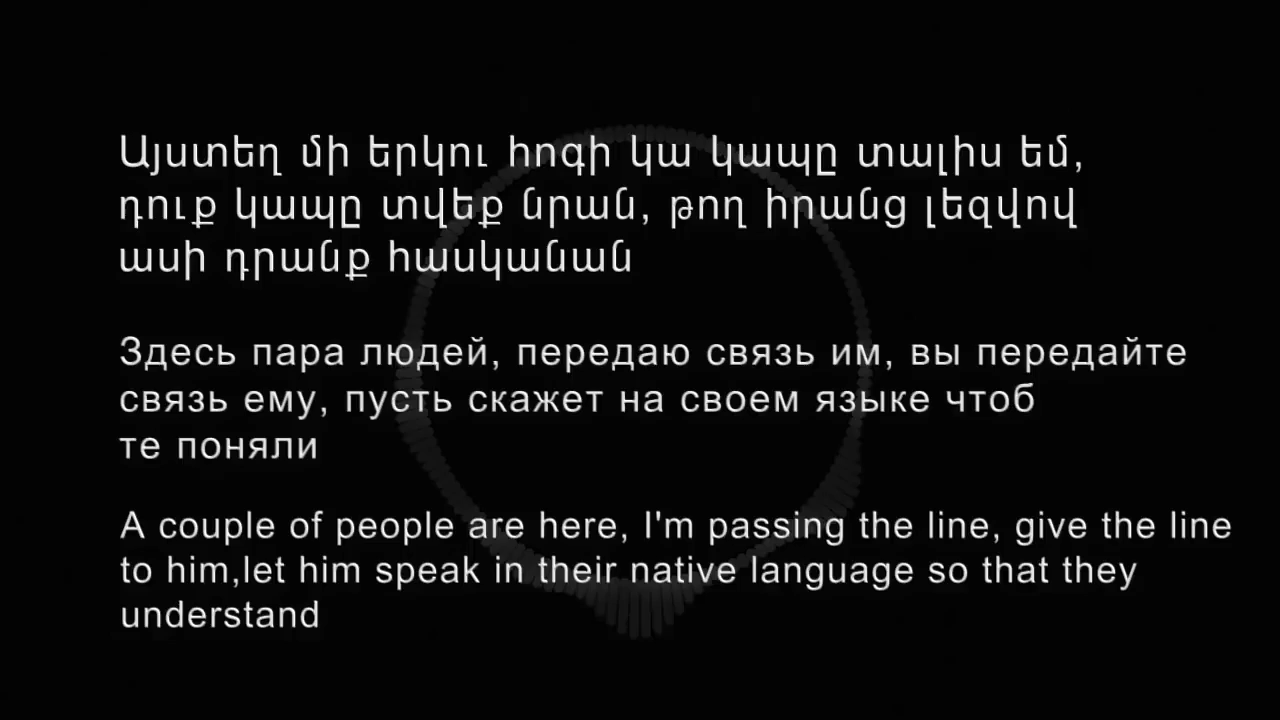 Այստեղ մի երկու հոգի կա կապը տալիս եմ,
դուք կապը տվեք նրան, թող իրանց լեզվով
ասի դրանք հասկանան
Здесь пара людей, передаю связь им, вы передайте
связь ему, пусть скажет на своем языке чтоб
те поняли
A couple of people are here, I'm passing the line, give the line
to him,let him speak in their native language so that they
understand